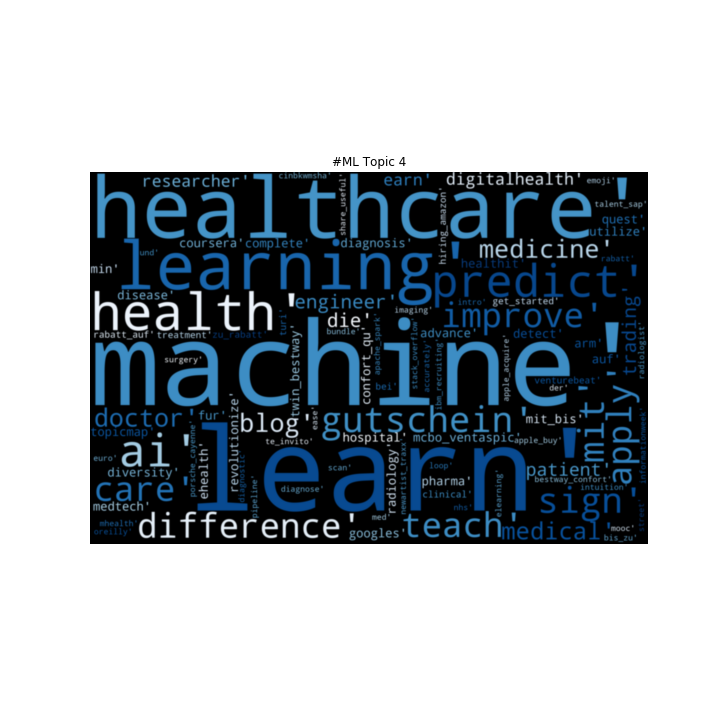 #ML Topic 4
researcher'
cinbkwmsha'
share_useful'
earn'
digitalhealth'
emoji'
healthcare'
talent_sap'
quest'
utilize'
hiring_amazon'
coursera'
complete'
diagnosis'
und'
learning'
medicine'
rabatt'
min'
healthit'
predict'
disease'
health'
engineer'
intro'
get_started'
imaging'
die'
bundle'
improve'
trading'
radiologist'
rabatt_auf'
treatment'
zu_rabatt'
turi'
twin_bestway'
confort_qu'
apache_spark'
stack_overflow
advance'
detect'
arm'
auf'
surgery'
machine'
accurately'
ibm_recruiting'
apple_acquire'
venturebeat'
bei'
der'
mit'
apply'
doctor'
fur'
revolutionize'
blog'
ease'
gutschein'
mit_bis'
topicmap'
te_invito'
hospital'
mcbo_ventaspic
apple_buy'
ai'
porsche_cayenne'
ehealth'
diagnostic'
learn'
radiology'
newartist_traxx
euro'
diversity'
scan'
loop'
patient'
care'
pipeline'
diagnose'
pharma'
clinical'
elearning'
bestway_confort'
intuition'
medtech'
nhs'
sign'
street'
mhealth'
oreilly'
difference'
med'
googles'
teach'
medical'
mooc'
bis_zu'